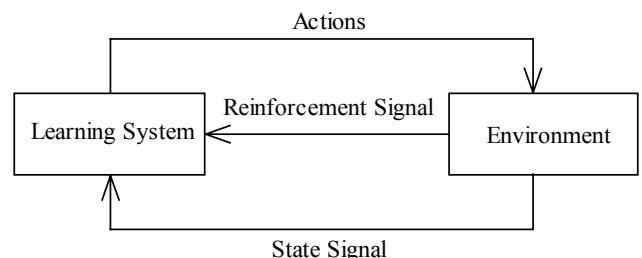 Actions
Reinforcement Signal
Learning System
Environment
State Signal